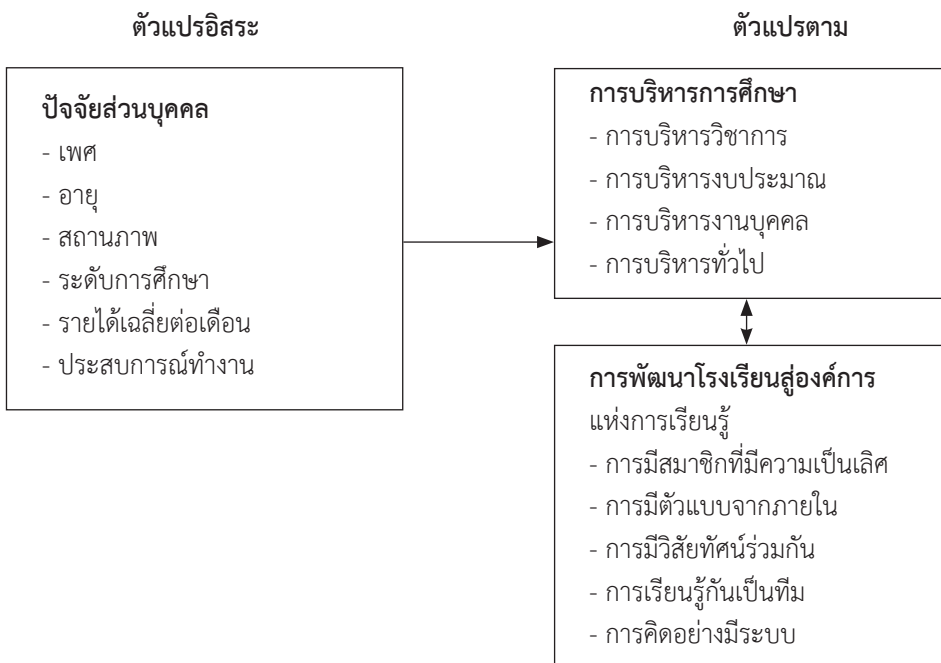 ตัวแปรอิสระ
ตัวแปรตาม
ปัจจัยส่วนบุคคล
- เพศ
- อายุ
- สถานภาพ
- ระดับการศึกษา
- รายได้เฉลี่ยต่อเดือน
- ประสบการณ์ทำงาน
การบริหารการศึกษา
- การบริหารวิชาการ
- การบริหารงบประมาณ
- การบริหารงานบุคคล
- การบริหารทั่วไป
การพัฒนาโรงเรียนสู่องค์การ
แห่งการเรียนรู้
- การมีสมาชิกที่มีความเป็นเลิศ
- การมีตัวแบบจากภายใน
- การมีวิสัยทัศน์ร่วมกัน
- การเรียนรู้กันเป็นทีม
- การคิดอย่างมีระบบ